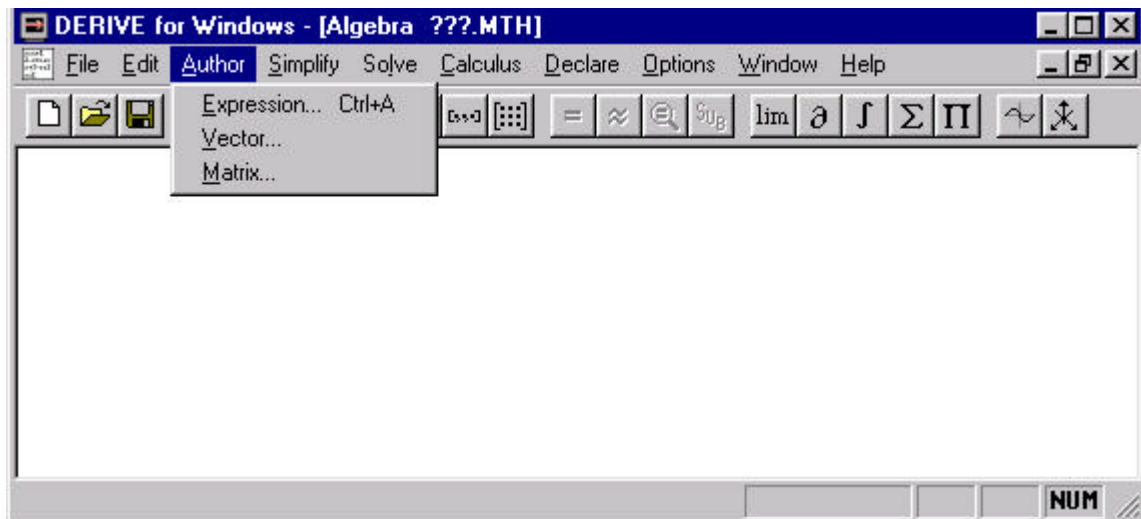 DERIVE for Windows - [Algebra ???.MTH]
File Edit Author Simplify Solve Calculus Declare Options Window Help
Expression... Ctrl+A
= ≈ SUB lim ∂ ∫ Σ Π
Vector...
Matrix...
NUM